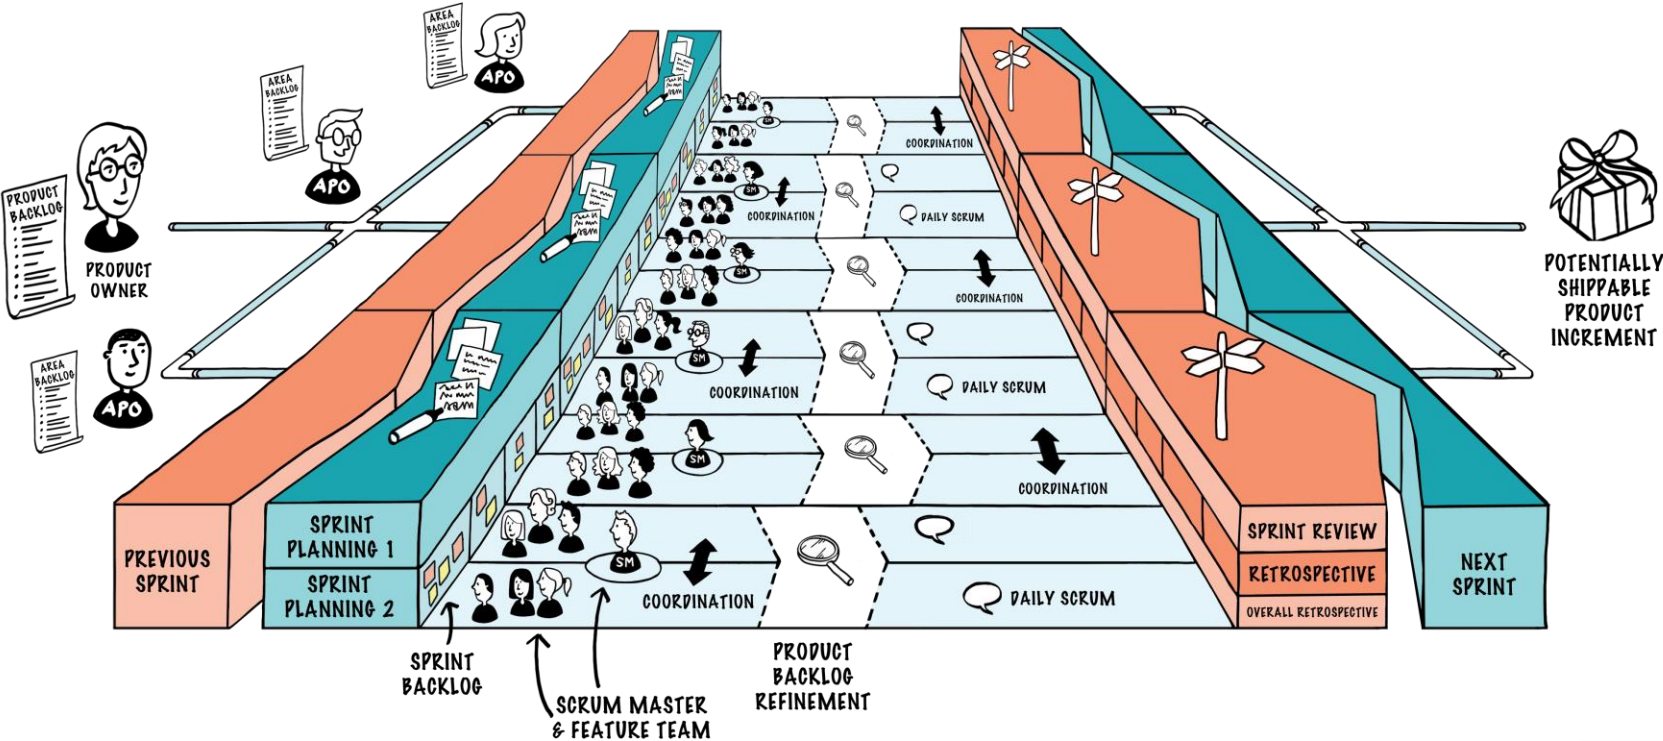 AREA
BACKLOG
APO
AREA
BACKLOG
APO
PRODUCT
BACKLOG
PRODUCT
OWNER
AREA
BACKLOG
APO
COORDINATION
SM
COORDINATION
DAILY SCRUM
SM
COORDINATION
SM
COORDINATION
DAILY SCRUM
SM
COORDINATION
SM
COORDINATION
DAILY SCRUM
PREVIOUS
SPRINT
SPRINT
PLANNING 1
SPRINT
PLANNING 2
SPRINT REVIEW
RETROSPECTIVE
OVERALL RETROSPECTIVE
NEXT
SPRINT
POTENTIALLY
SHIPPABLE
PRODUCT
INCREMENT
SPRINT
BACKLOG
SCRUM MASTER
& FEATURE TEAM
PRODUCT
BACKLOG
REFINEMENT